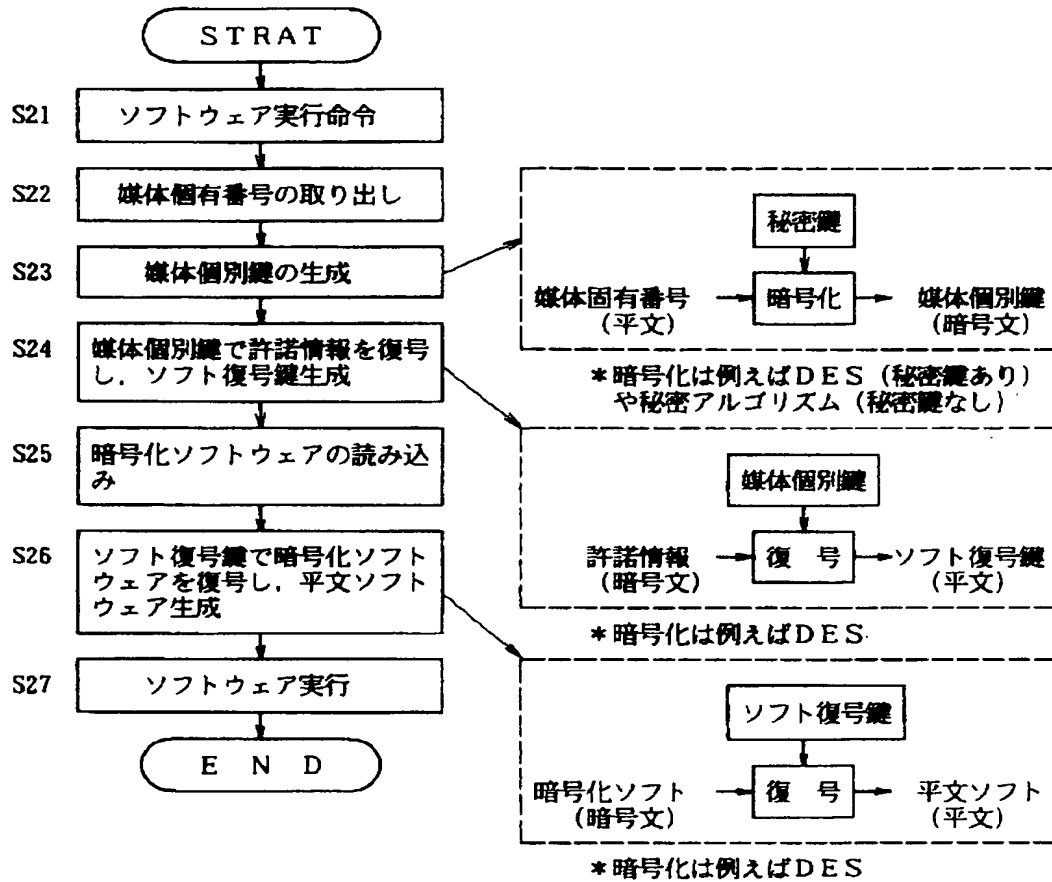 STRAT
S21 ソフトウェア実行命令
S22 媒体個有番号の取り出し
S23 媒体個別鍵の生成
S24 媒体個別鍵で許諾情報を復号
し，ソフト復号鍵生成
S25 暗号化ソフトウェアの読み込
み
S26 ソフト復号鍵で暗号化ソフト
ウェアを復号し，平文ソフト
ウェア生成
S27 ソフトウェア実行
END
秘密鍵
媒体固有番号 暗号化 媒体個別鍵
(平文) (暗号文)
*暗号化は例えばDES（秘密鍵あり）
や秘密アルゴリズム（秘密鍵なし）
媒体個別鍵
許諾情報 復号 ソフト復号鍵
(暗号文) (平文)
*暗号化は例えばDES
ソフト復号鍵
暗号化ソフト 復号 平文ソフト
(暗号文) (平文)
*暗号化は例えばDES